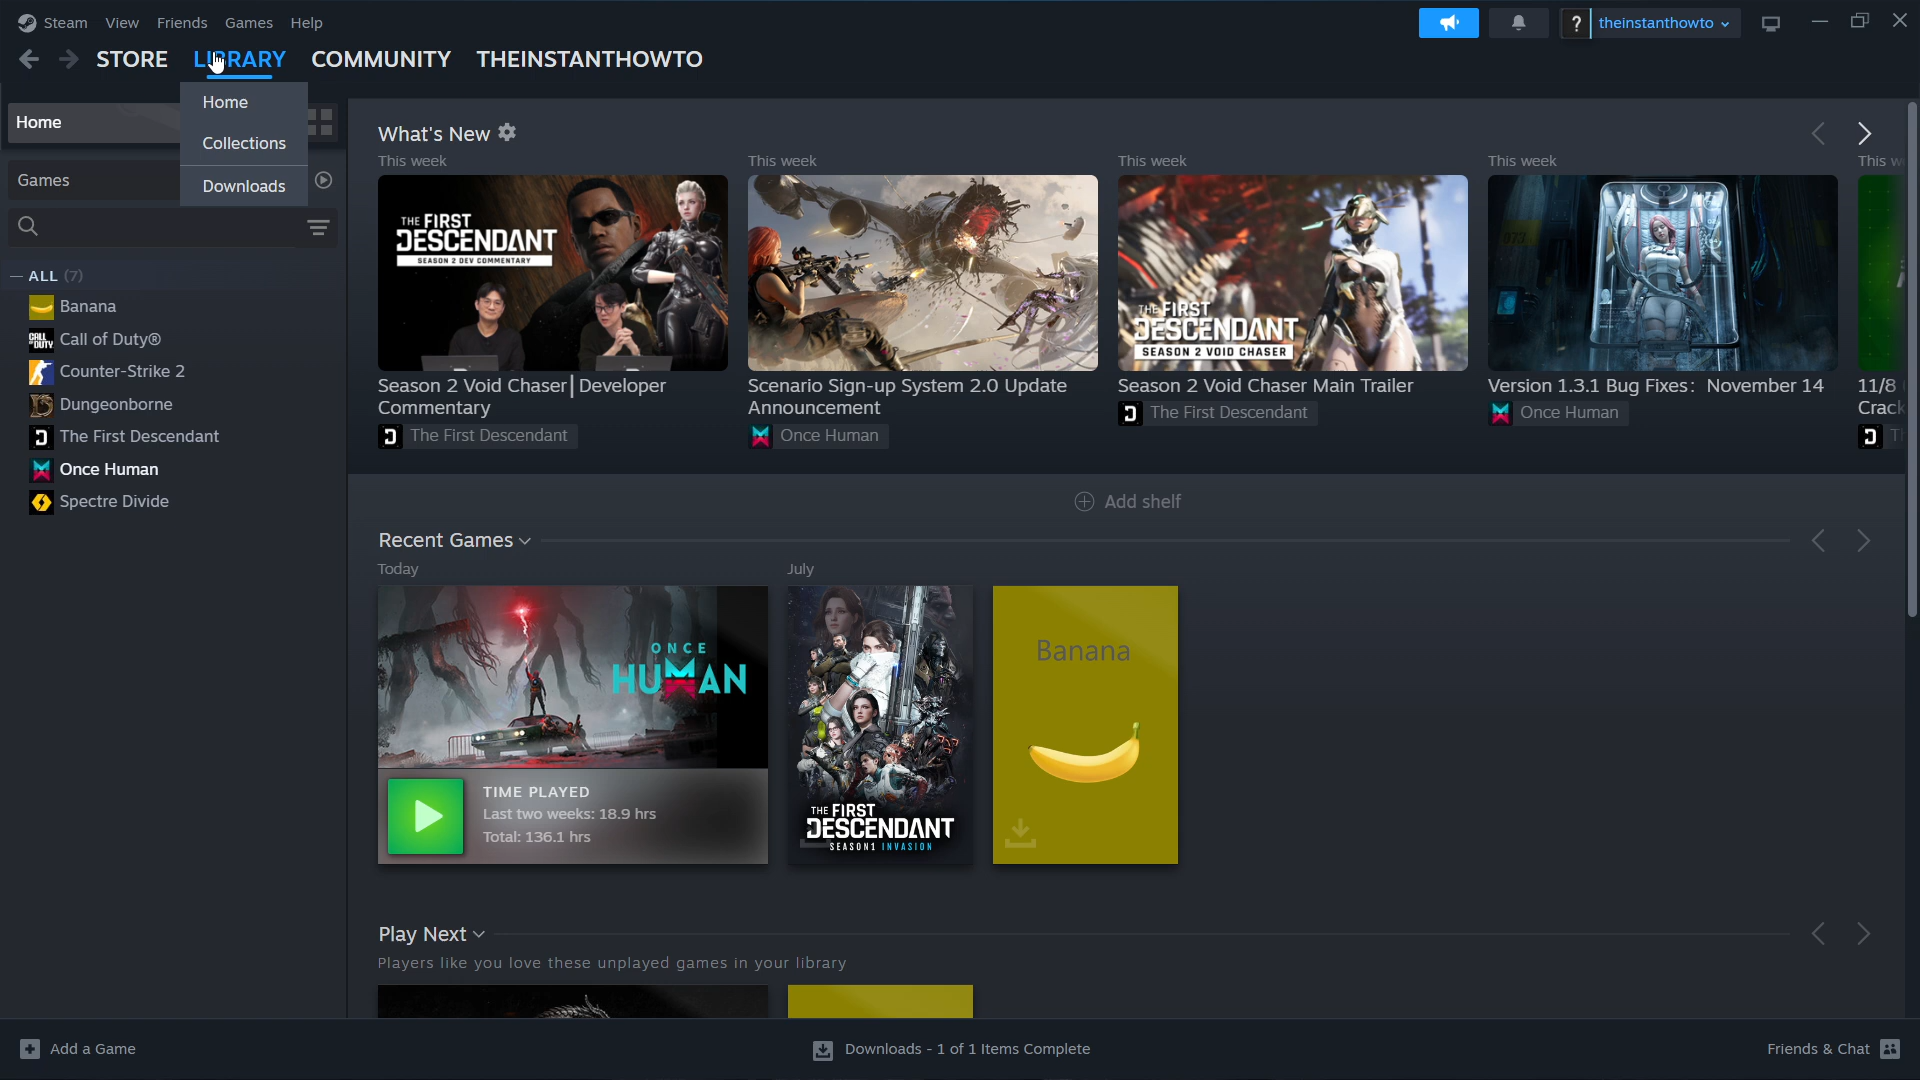 Steam View Friends Games Help
? theinstanthowto
STORE LIBRARY COMMUNITY THEINSTANTHOWTO
Home
Collections
Downloads
Home
Games
ALL (7)
Banana
CALL OF DUTY
Call of Duty®
Counter-Strike 2
Dungeonborne
The First Descendant
Once Human
Spectre Divide
What's New
This week
THE FIRST
DESCENDANT
SEASON 2 DEV COMMENTARY
Season 2 Void Chaser | Developer
Commentary
The First Descendant
This week
Scenario Sign-up System 2.0 Update
Announcement
Once Human
This week
THE FIRST
DESCENDANT
SEASON 2 VOID CHASER
Season 2 Void Chaser Main Trailer
The First Descendant
This week
Version 1.3.1 Bug Fixes: November 14
Once Human
This w
11/8
Crack
Th
Add shelf
Recent Games
Today
ONCE
HUMAN
TIME PLAYED
Last two weeks: 18.9 hrs
Total: 136.1 hrs
July
THE FIRST
DESCENDANT
SEASON1 INVASION
Banana
Play Next
Players like you love these unplayed games in your library
Add a Game
Downloads - 1 of 1 Items Complete
Friends & Chat